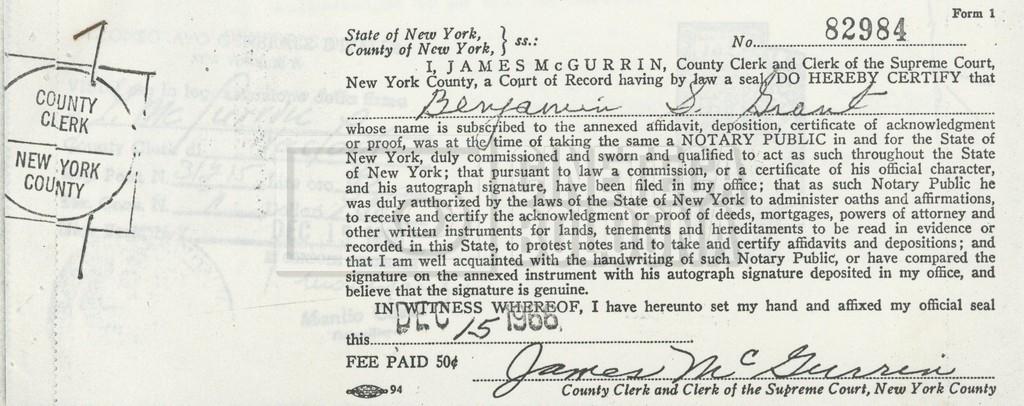 Form 1
State of New York,
County of New York,
} ss.:
No. 82984
COUNTY
CLERK
NEW YORK
COUNTY
I, JAMES McGURRIN, County Clerk and Clerk of the Supreme Court,
New York County, a Court of Record having by law a seal, DO HEREBY CERTIFY that
Benjamin S. Grant
whose name is subscribed to the annexed affidavit, deposition, certificate of acknowledgment
or proof, was at the time of taking the same a NOTARY PUBLIC in and for the State of
New York, duly commissioned and sworn and qualified to act as such throughout the State
of New York; that pursuant to law a commission, or a certificate of his official character,
and his autograph signature, have been filed in my office; that as such Notary Public he
was duly authorized by the laws of the State of New York to administer oaths and affirmations,
to receive and certify the acknowledgment or proof of deeds, mortgages, powers of attorney and
other written instruments for lands, tenements and hereditaments to be read in evidence or
recorded in this State, to protest notes and to take and certify affidavits and depositions; and
that I am well acquainted with the handwriting of such Notary Public, or have compared the
signature on the annexed instrument with his autograph signature deposited in my office, and
believe that the signature is genuine.
IN WITNESS WHEREOF, I have hereunto set my hand and affixed my official seal
this DEC 15 1966
FEE PAID 50¢
James McGurrin
94
County Clerk and Clerk of the Supreme Court, New York County